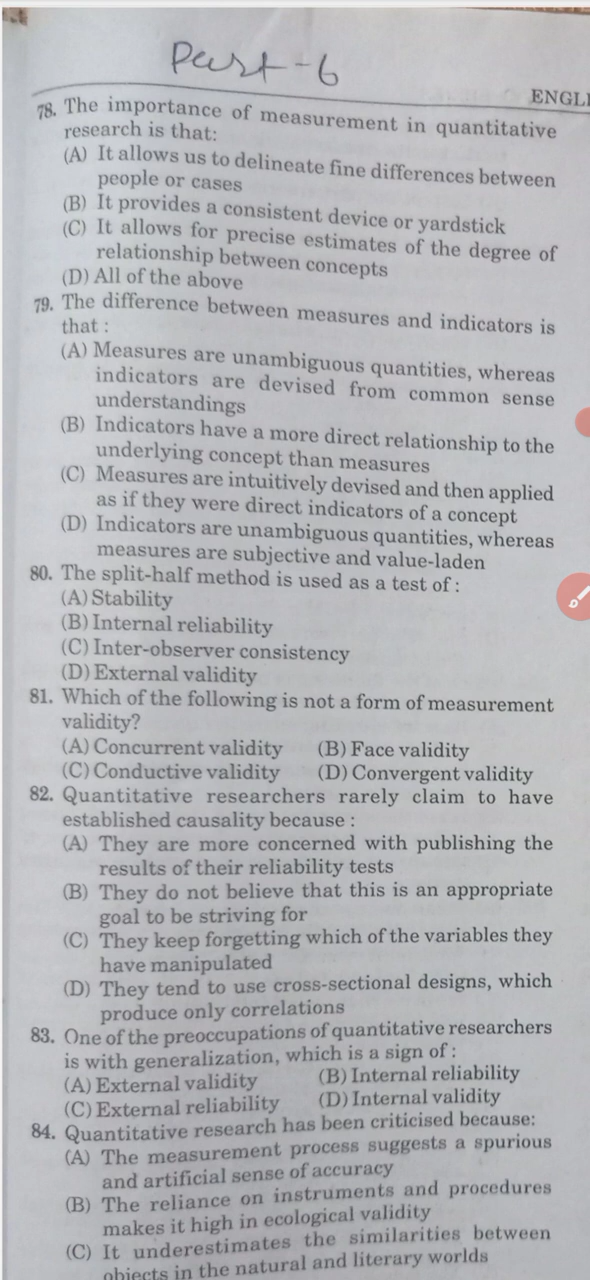 Part-6
ENGLI
78. The importance of measurement in quantitative
research is that:
(A) It allows us to delineate fine differences between
people or cases
(B) It provides a consistent device or yardstick
(C) It allows for precise estimates of the degree of
relationship between concepts
(D) All of the above
79. The difference between measures and indicators is
that :
(A) Measures are unambiguous quantities, whereas
indicators are devised from common sense
understandings
(B) Indicators have a more direct relationship to the
underlying concept than measures
(C) Measures are intuitively devised and then applied
as if they were direct indicators of a concept
(D) Indicators are unambiguous quantities, whereas
measures are subjective and value-laden
80. The split-half method is used as a test of :
(A) Stability
(B) Internal reliability
(C) Inter-observer consistency
(D) External validity
81. Which of the following is not a form of measurement
validity?
(A) Concurrent validity (B) Face validity
(C) Conductive validity (D) Convergent validity
82. Quantitative researchers rarely claim to have
established causality because :
(A) They are more concerned with publishing the
results of their reliability tests
(B) They do not believe that this is an appropriate
goal to be striving for
(C) They keep forgetting which of the variables they
have manipulated
(D) They tend to use cross-sectional designs, which
produce only correlations
83. One of the preoccupations of quantitative researchers
is with generalization, which is a sign of :
(A) External validity (B) Internal reliability
(C) External reliability (D) Internal validity
84. Quantitative research has been criticised because:
(A) The measurement process suggests a spurious
and artificial sense of accuracy
(B) The reliance on instruments and procedures
makes it high in ecological validity
(C) It underestimates the similarities between
objects in the natural and literary worlds